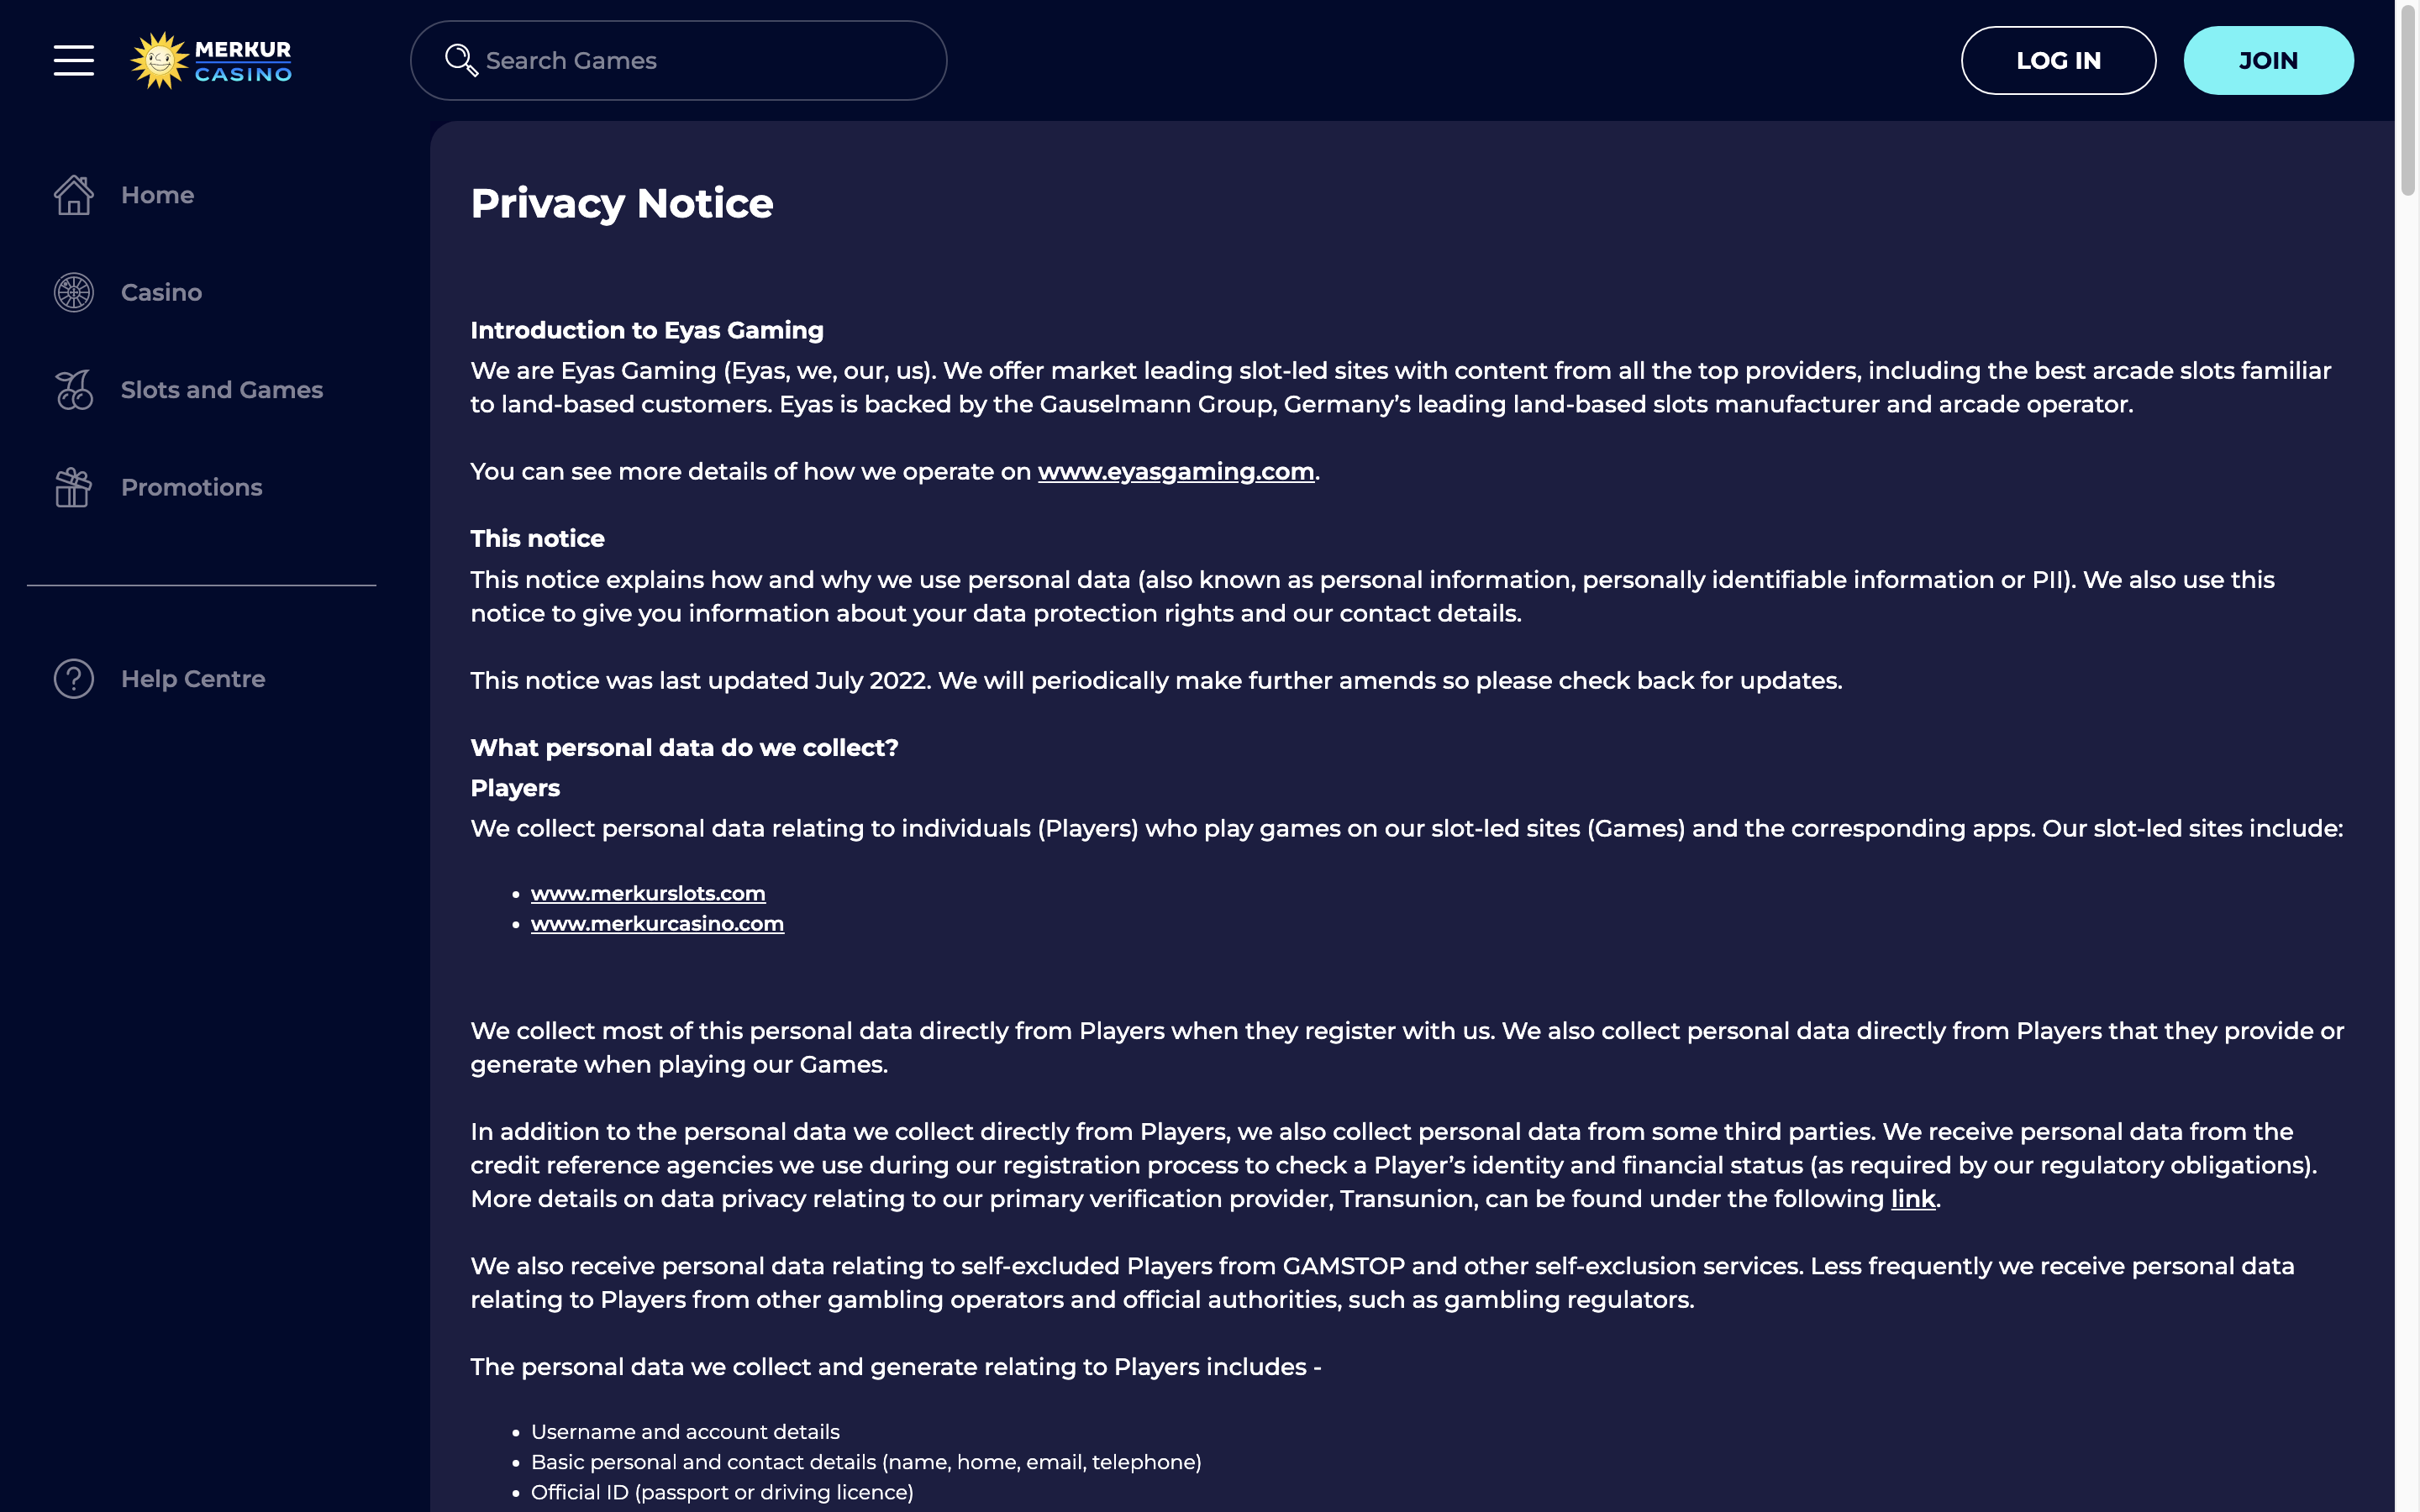 MERKUR
CASINO
Search Games
LOG IN
JOIN
Home
Casino
Slots and Games
Promotions
Help Centre
Privacy Notice
Introduction to Eyas Gaming
We are Eyas Gaming (Eyas, we, our, us). We offer market leading slot-led sites with content from all the top providers, including the best arcade slots familiar
to land-based customers. Eyas is backed by the Gauselmann Group, Germany’s leading land-based slots manufacturer and arcade operator.
You can see more details of how we operate on www.eyasgaming.com.
This notice
This notice explains how and why we use personal data (also known as personal information, personally identifiable information or PII). We also use this
notice to give you information about your data protection rights and our contact details.
This notice was last updated July 2022. We will periodically make further amends so please check back for updates.
What personal data do we collect?
Players
We collect personal data relating to individuals (Players) who play games on our slot-led sites (Games) and the corresponding apps. Our slot-led sites include:
• www.merkurslots.com
• www.merkurcasino.com
We collect most of this personal data directly from Players when they register with us. We also collect personal data directly from Players that they provide or
generate when playing our Games.
In addition to the personal data we collect directly from Players, we also collect personal data from some third parties. We receive personal data from the
credit reference agencies we use during our registration process to check a Player’s identity and financial status (as required by our regulatory obligations).
More details on data privacy relating to our primary verification provider, Transunion, can be found under the following link.
We also receive personal data relating to self-excluded Players from GAMSTOP and other self-exclusion services. Less frequently we receive personal data
relating to Players from other gambling operators and official authorities, such as gambling regulators.
The personal data we collect and generate relating to Players includes -
• Username and account details
• Basic personal and contact details (name, home, email, telephone)
• Official ID (passport or driving licence)